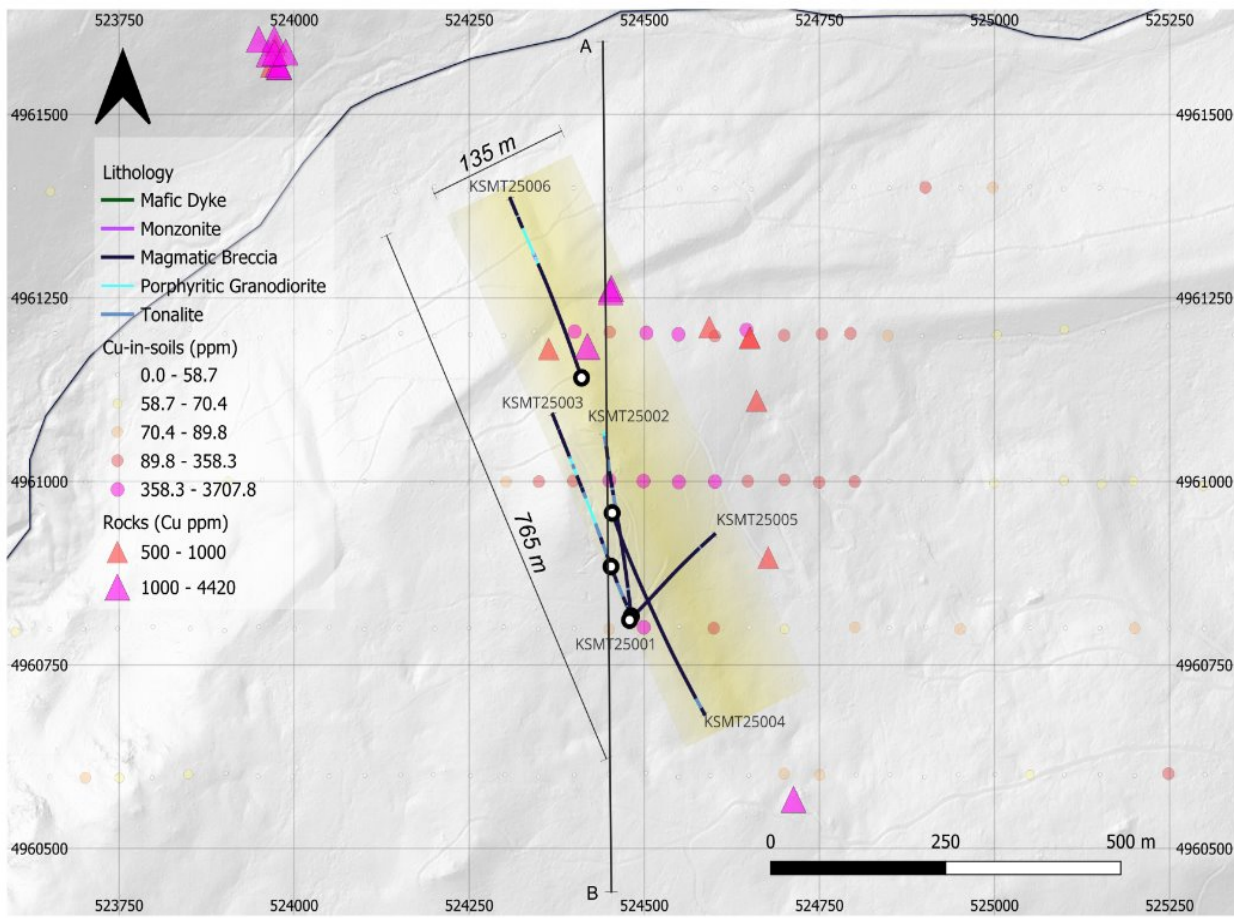 523750 524000 524250 524500 524750 525000 525250
A
4961500 4961500
135 m
Lithology
KSMT25006
Mafic Dyke
Monzonite
Magmatic Breccia
Porphyritic Granodiorite
4961250 4961250
Tonalite
Cu-in-soils (ppm)
0.0 - 58.7
58.7 - 70.4
KSMT25003
KSMT25002
70.4 - 89.8
89.8 - 358.3
4961000 4961000
358.3 - 3707.8
Rocks (Cu ppm)
KSMT25005
765 m
500 - 1000
1000 - 4420
KSMT25001
4960750 4960750
KSMT25004
0 250 500 m
4960500 4960500
B
523750 524000 524250 524500 524750 525000 525250